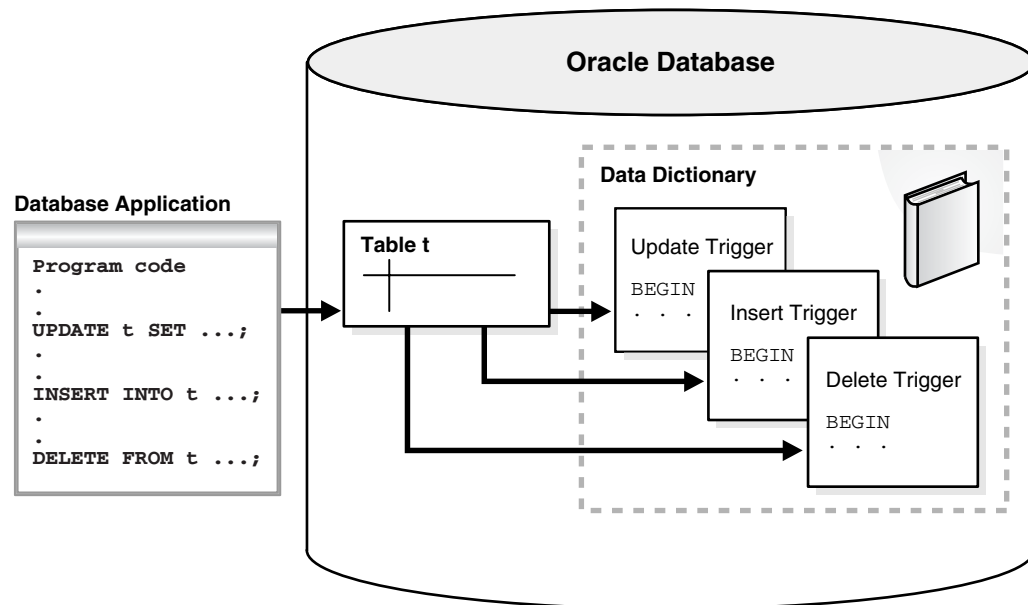 Oracle Database
Data Dictionary
Database Application
Program code
.
.
UPDATE t SET ...;
.
.
INSERT INTO t ...;
.
.
DELETE FROM t ...;
Table t
Update Trigger
BEGIN
. . .
Insert Trigger
BEGIN
. . .
Delete Trigger
BEGIN
. . .